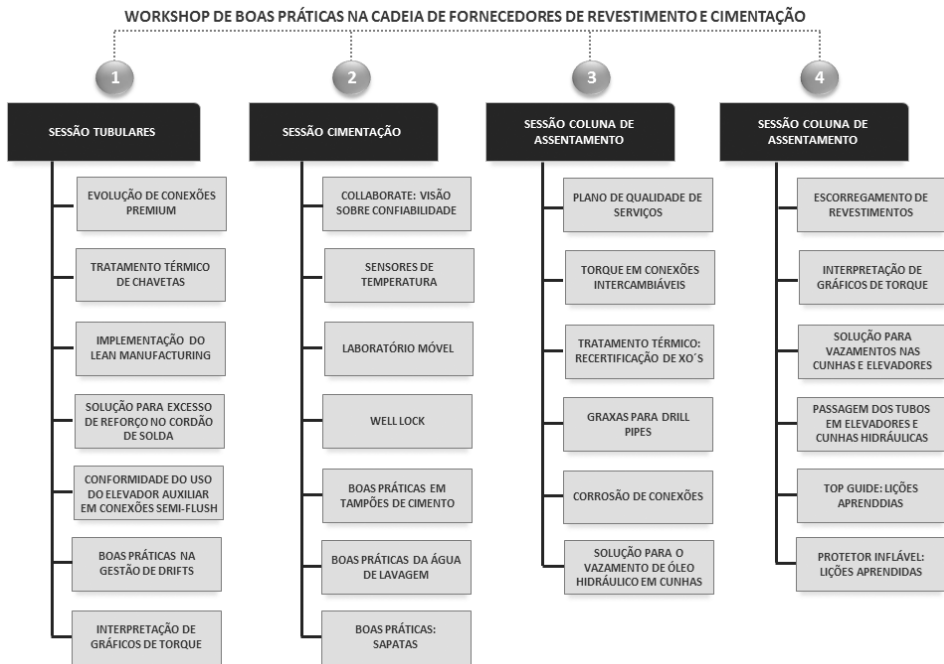 WORKSHOP DE BOAS PRÁTICAS NA CADEIA DE FORNECEDORES DE REVESTIMENTO E CIMENTAÇÃO
1
SESSÃO TUBULARES
EVOLUÇÃO DE CONEXÕES
PREMIUM
TRATAMENTO TÉRMICO
DE CHAVETAS
IMPLEMENTAÇÃO DO
LEAN MANUFACTURING
SOLUÇÃO PARA EXCESSO
DE REFORÇO NO CORDÃO
DE SOLDA
CONFORMIDADE DO USO
DO ELEVADOR AUXILIAR
EM CONEXÕES SEMI-FLUSH
BOAS PRÁTICAS NA
GESTÃO DE DRIFTS
INTERPRETAÇÃO DE
GRÁFICOS DE TORQUE
2
SESSÃO CIMENTAÇÃO
COLLABORATE: VISÃO
SOBRE CONFIABILIDADE
SENSORES DE
TEMPERATURA
LABORATÓRIO MÓVEL
WELL LOCK
BOAS PRÁTICAS EM
TAMPÕES DE CIMENTO
BOAS PRÁTICAS DA ÁGUA
DE LAVAGEM
BOAS PRÁTICAS:
SAPATAS
3
SESSÃO COLUNA DE
ASSENTAMENTO
PLANO DE QUALIDADE DE
SERVIÇOS
TORQUE EM CONEXÕES
INTERCAMBIÁVEIS
TRATAMENTO TÉRMICO:
RECERTIFICAÇÃO DE XO´S
GRAXAS PARA DRILL
PIPES
CORROSÃO DE CONEXÕES
SOLUÇÃO PARA O
VAZAMENTO DE ÓLEO
HIDRÁULICO EM CUNHAS
4
SESSÃO COLUNA DE
ASSENTAMENTO
ESCORREGAMENTO DE
REVESTIMENTOS
INTERPRETAÇÃO DE
GRÁFICOS DE TORQUE
SOLUÇÃO PARA
VAZAMENTOS NAS
CUNHAS E ELEVADORES
PASSAGEM DOS TUBOS
EM ELEVADORES E
CUNHAS HIDRÁULICAS
TOP GUIDE: LIÇÕES
APRENDDIAS
PROTETOR INFLÁVEL:
LIÇÕES APRENDIDAS